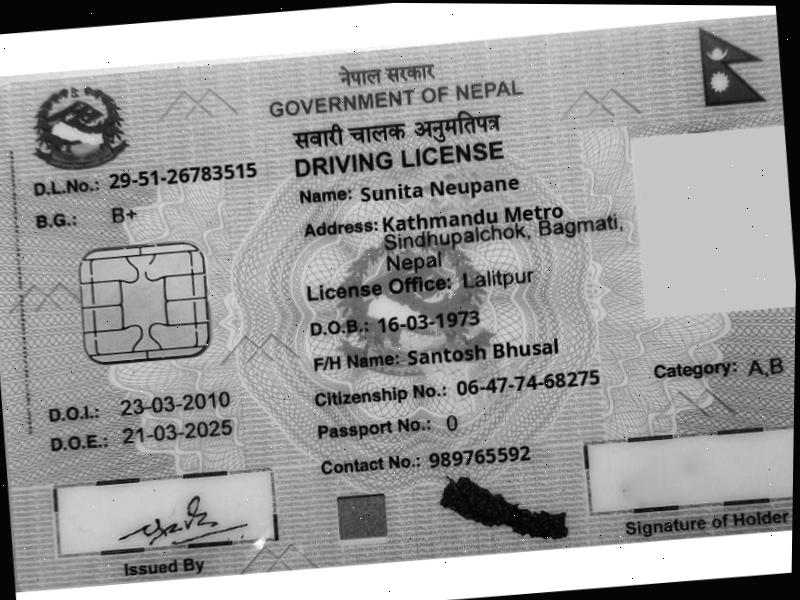 नेपाल सरकार
GOVERNMENT OF NEPAL
सवारी चालक अनुमतिपत्र
DRIVING LICENSE
D.L.No.: 29-51-26783515
B.G.: B+
Name: Sunita Neupane
Address: Kathmandu Metro
Sindhupalchok, Bagmati,
Nepal
License Office: Lalitpur
D.O.B.: 16-03-1973
F/H Name: Santosh Bhusal
Citizenship No.: 06-47-74-68275
Category: A,B
D.O.I.: 23-03-2010
D.O.E.: 21-03-2025
Passport No.: 0
Contact No.: 989765592
Issued By
Signature of Holder